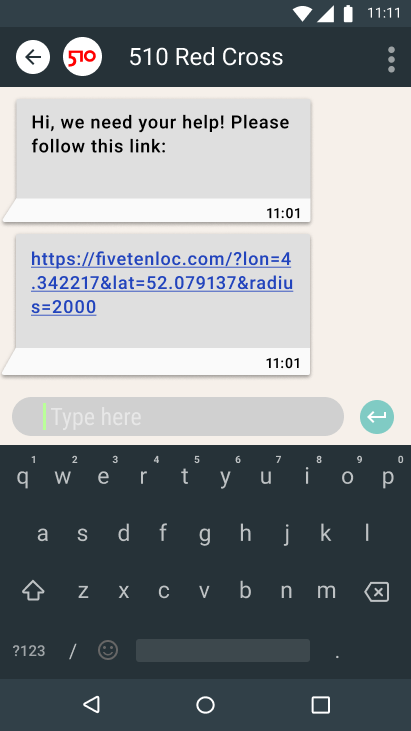 11:11
510
510 Red Cross
Hi, we need your help! Please
follow this link:
11:01
https://fivetenloc.com/?lon=4
.342217&lat=52.079137&radiu
s=2000
11:01
Type here
1 2 3 4 5 6 7 8 9 0
q w e r t y u i o p
a s d f g h j k l
z x c v b n m
?123 / .